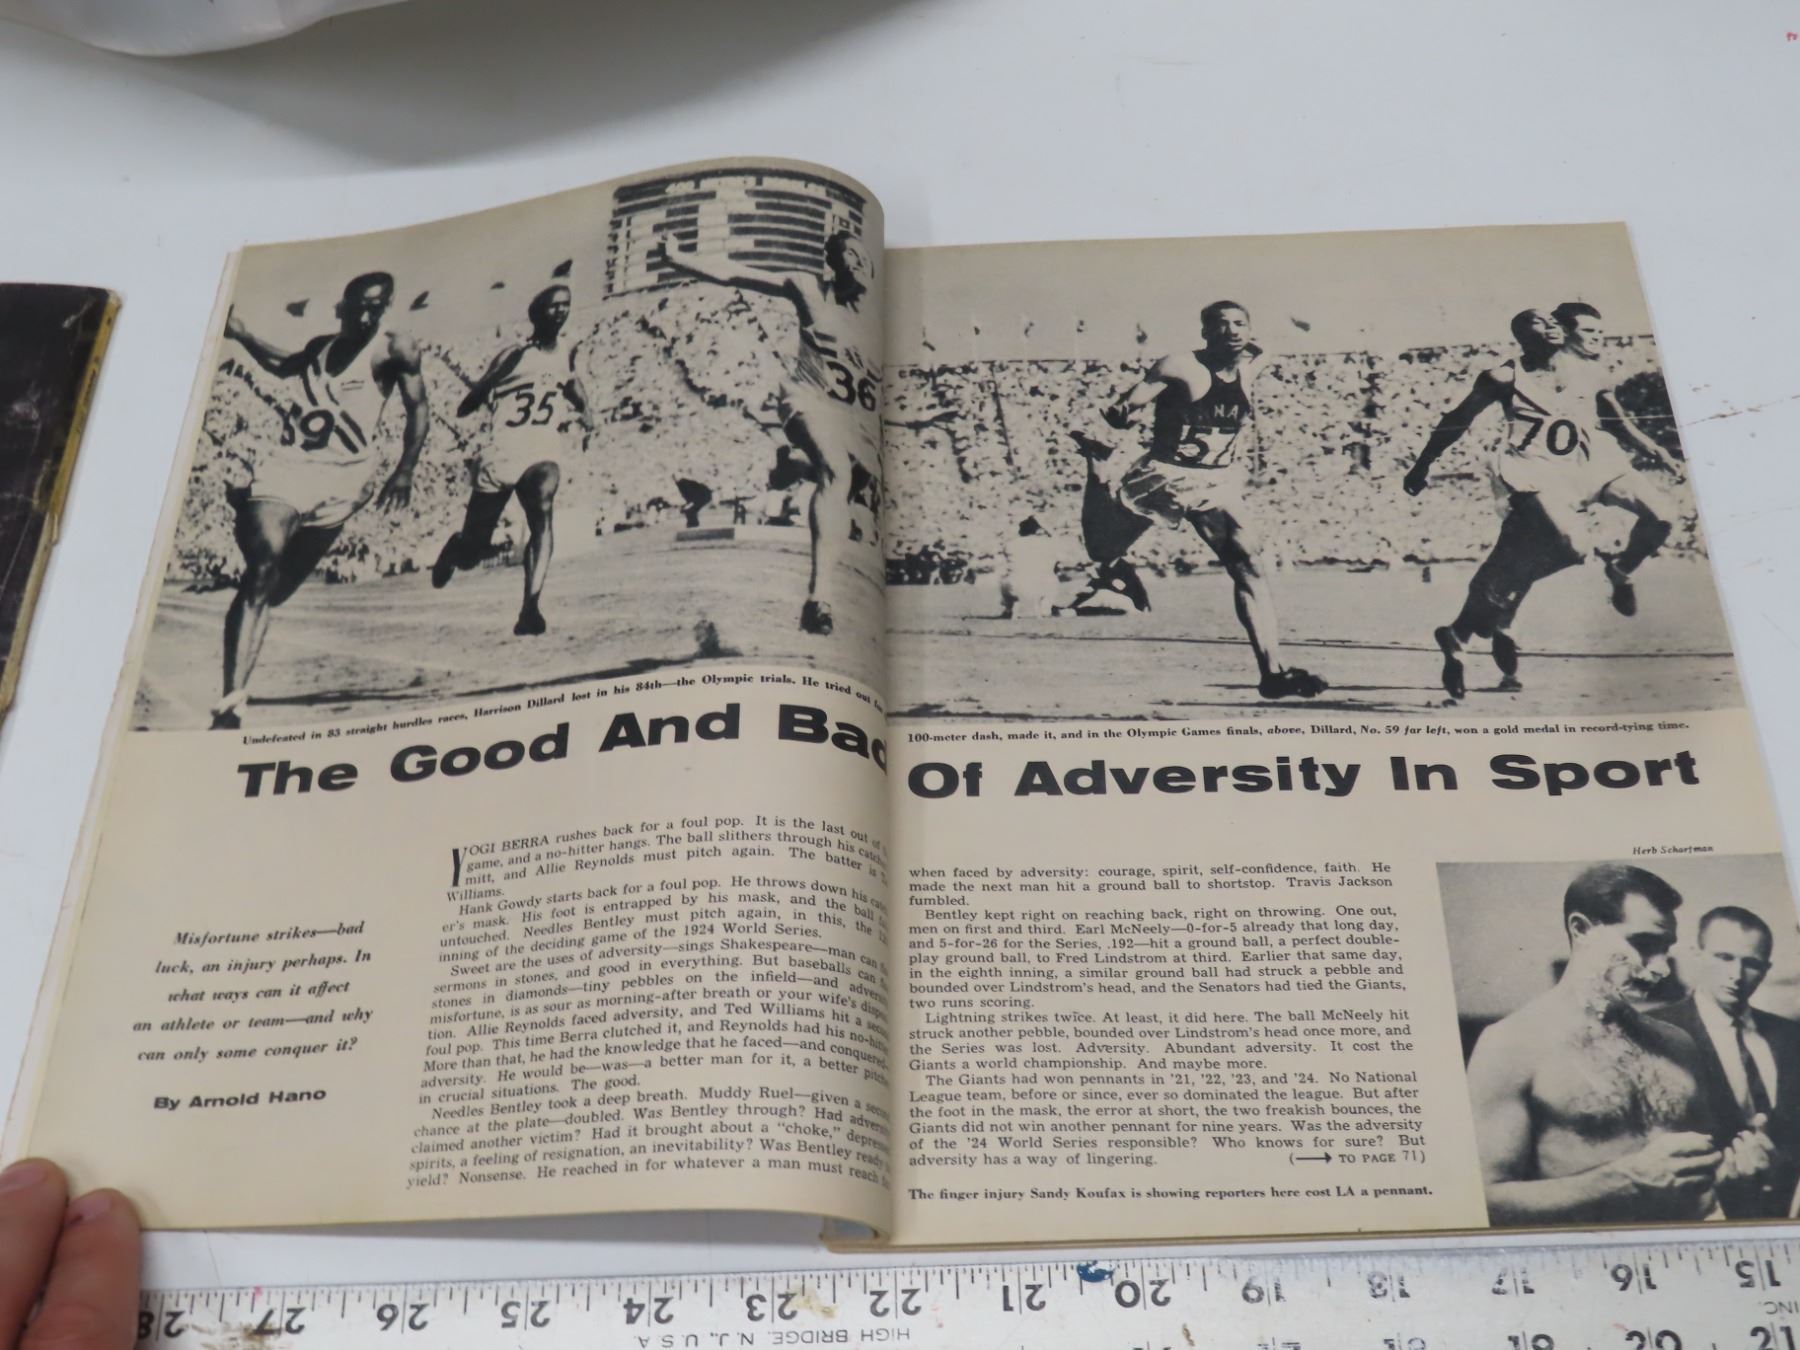 59
35
36
NA
57
70
Undefeated in 83 straight hurdles races, Harrison Dillard lost in his 84th—the Olympic trials. He tried out
100-meter dash, made it, and in the Olympic Games finals, above, Dillard, No. 59 far left, won a gold medal in record-tying time.
The Good And Bad Of Adversity In Sport
Misfortune strikes—bad
luck, an injury perhaps. In
what ways can it affect
an athlete or team—and why
can only some conquer it?
By Arnold Hano
YOGI BERRA rushes back for a foul pop. It is the last out of
game, and a no-hitter hangs. The ball slithers through his
mitt, and Allie Reynolds must pitch again. The batter is
Williams.
Hank Gowdy starts back for a foul pop. He throws down his
er's mask. His foot is entrapped by his mask, and the ball
untouched. Needles Bentley must pitch again, in this, the
inning of the deciding game of the 1924 World Series.
Sweet are the uses of adversity—sings Shakespeare—man can
sermons in stones, and good in everything. But baseballs can
stones in diamonds—tiny pebbles on the infield—and
misfortune, is as sour as morning-after breath or your wife's
tion. Allie Reynolds faced adversity, and Ted Williams hit a
foul pop. This time Berra clutched it, and Reynolds had his
More than that, he had the knowledge that he faced—and conquered—
adversity. He would be—was—a better man for it, a better
in crucial situations. The good.
Needles Bentley took a deep breath. Muddy Ruel—given a
chance at the plate—doubled. Was Bentley through? Had
claimed another victim? Had it brought about a "choke,"
spirits, a feeling of resignation, an inevitability? Was Bentley ready
yield? Nonsense. He reached in for whatever a man must reach
when faced by adversity: courage, spirit, self-confidence, faith. He
made the next man hit a ground ball to shortstop. Travis Jackson
fumbled.
Bentley kept right on reaching back, right on throwing. One out,
men on first and third. Earl McNeely—0-for-5 already that long day,
and 5-for-26 for the Series, .192—hit a ground ball, a perfect double-
play ground ball, to Fred Lindstrom at third. Earlier that same day,
in the eighth inning, a similar ground ball had struck a pebble and
bounded over Lindstrom's head, and the Senators had tied the Giants,
two runs scoring.
Lightning strikes twice. At least, it did here. The ball McNeely hit
struck another pebble, bounded over Lindstrom's head once more, and
the Series was lost. Adversity. Abundant adversity. It cost the
Giants a world championship. And maybe more.
The Giants had won pennants in '21, '22, '23, and '24. No National
League team, before or since, ever so dominated the league. But after
the foot in the mask, the error at short, the two freakish bounces, the
Giants did not win another pennant for nine years. Was the adversity
of the '24 World Series responsible? Who knows for sure? But
adversity has a way of lingering. (→ TO PAGE 71)
The finger injury Sandy Koufax is showing reporters here cost LA a pennant.
Herb Scharfman
28 27 26 25 24 23 22 21 20 19 18 17 16 15
HIGH BRIDGE, N.J., U.S.A.
INC.